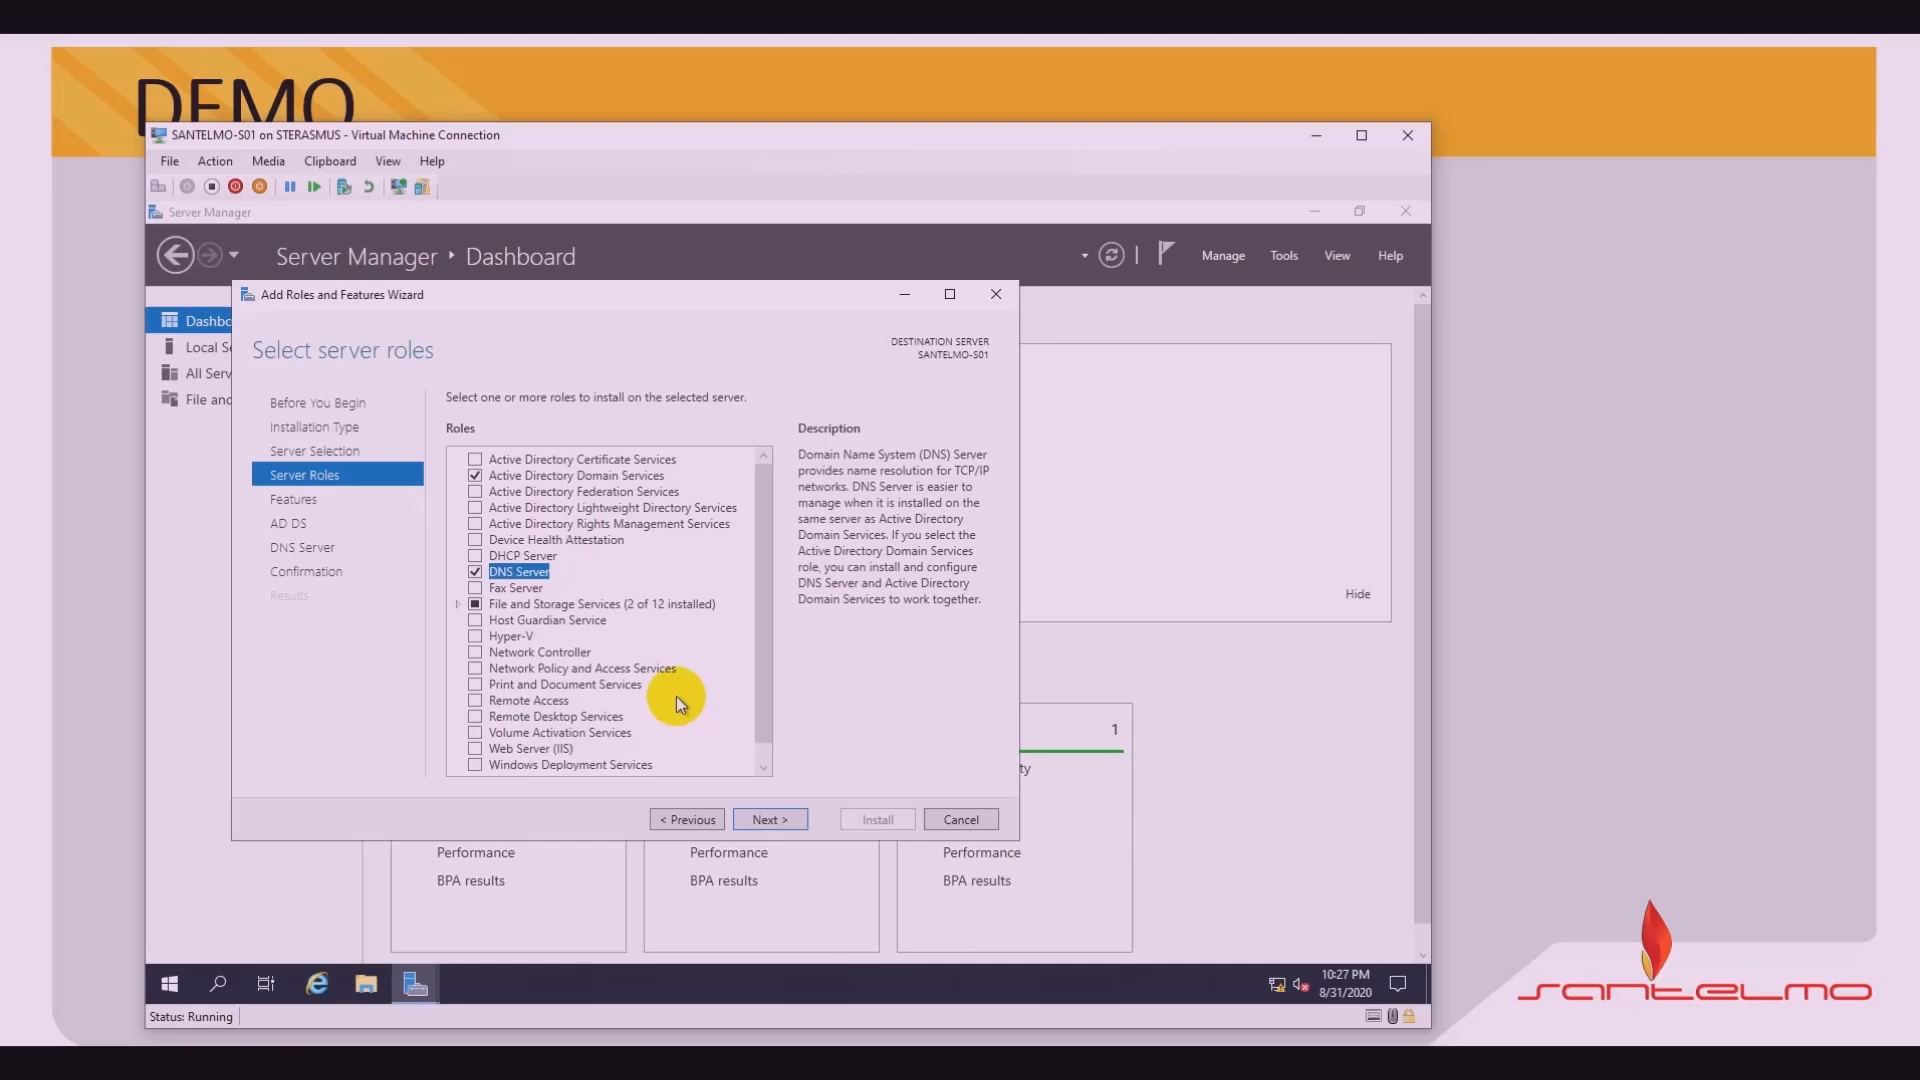 DEMO
SANTELMO-S01 on STERASMUS - Virtual Machine Connection
File Action Media Clipboard View Help
Server Manager
Server Manager ‣ Dashboard
Manage Tools View Help
Add Roles and Features Wizard
Dashbo
Local Se
All Serv
File and
Select server roles
DESTINATION SERVER
SANTELMO-S01
Before You Begin
Installation Type
Server Selection
Server Roles
Features
AD DS
DNS Server
Confirmation
Results
Select one or more roles to install on the selected server.
Roles
Active Directory Certificate Services
Active Directory Domain Services
Active Directory Federation Services
Active Directory Lightweight Directory Services
Active Directory Rights Management Services
Device Health Attestation
DHCP Server
DNS Server
Fax Server
File and Storage Services (2 of 12 installed)
Host Guardian Service
Hyper-V
Network Controller
Network Policy and Access Services
Print and Document Services
Remote Access
Remote Desktop Services
Volume Activation Services
Web Server (IIS)
Windows Deployment Services
Description
Domain Name System (DNS) Server
provides name resolution for TCP/IP
networks. DNS Server is easier to
manage when it is installed on the
same server as Active Directory
Domain Services. If you select the
Active Directory Domain Services
role, you can install and configure
DNS Server and Active Directory
Domain Services to work together.
< Previous
Next >
Install
Cancel
Hide
1
ty
Performance
BPA results
Performance
BPA results
Performance
BPA results
10:27 PM
8/31/2020
Status: Running
santelmo